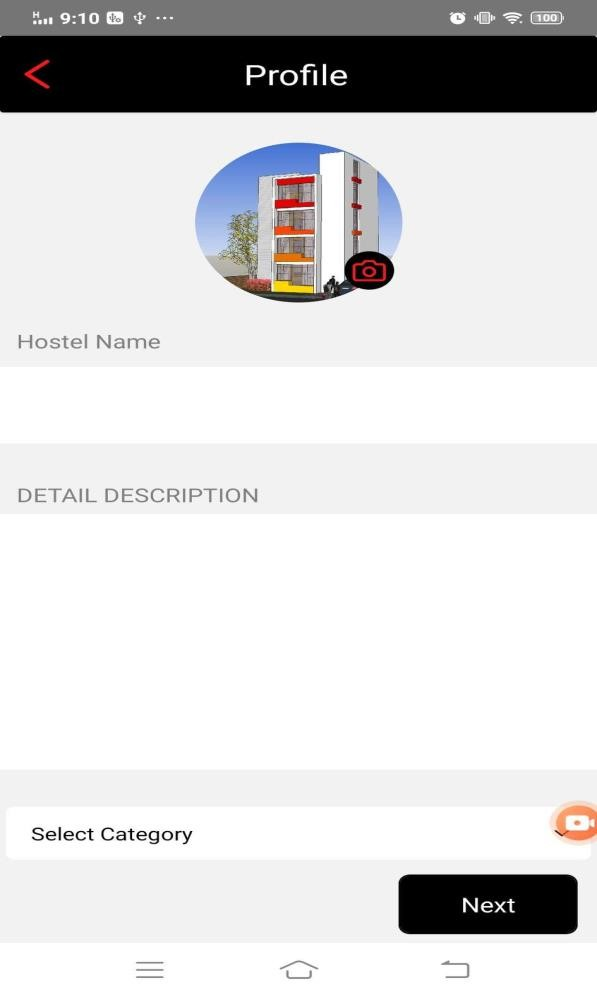 H 9:10 ... 100
Profile
Hostel Name
DETAIL DESCRIPTION
Select Category
Next